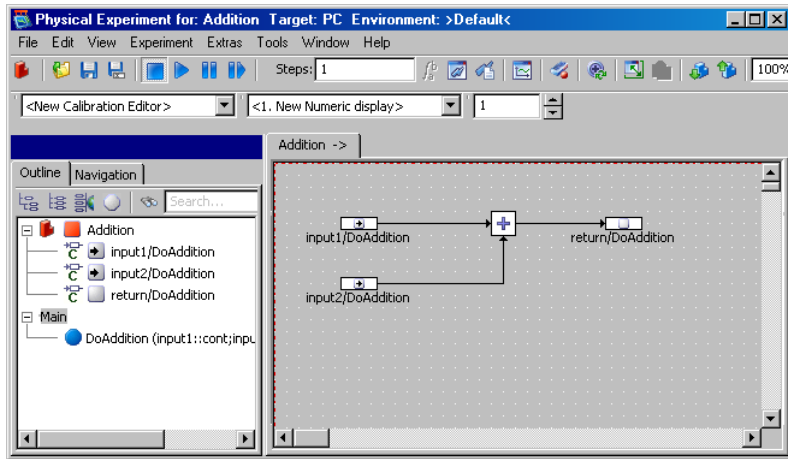 Physical Experiment for: Addition Target: PC Environment: >Default<
File Edit View Experiment Extras Tools Window Help
Steps: 1
100%
<New Calibration Editor>
<1. New Numeric display>
1
Addition ->
Outline
Navigation
Search...
Addition
input1/DoAddition
input2/DoAddition
return/DoAddition
Main
DoAddition (input1::cont;inpu
input1/DoAddition
return/DoAddition
input2/DoAddition